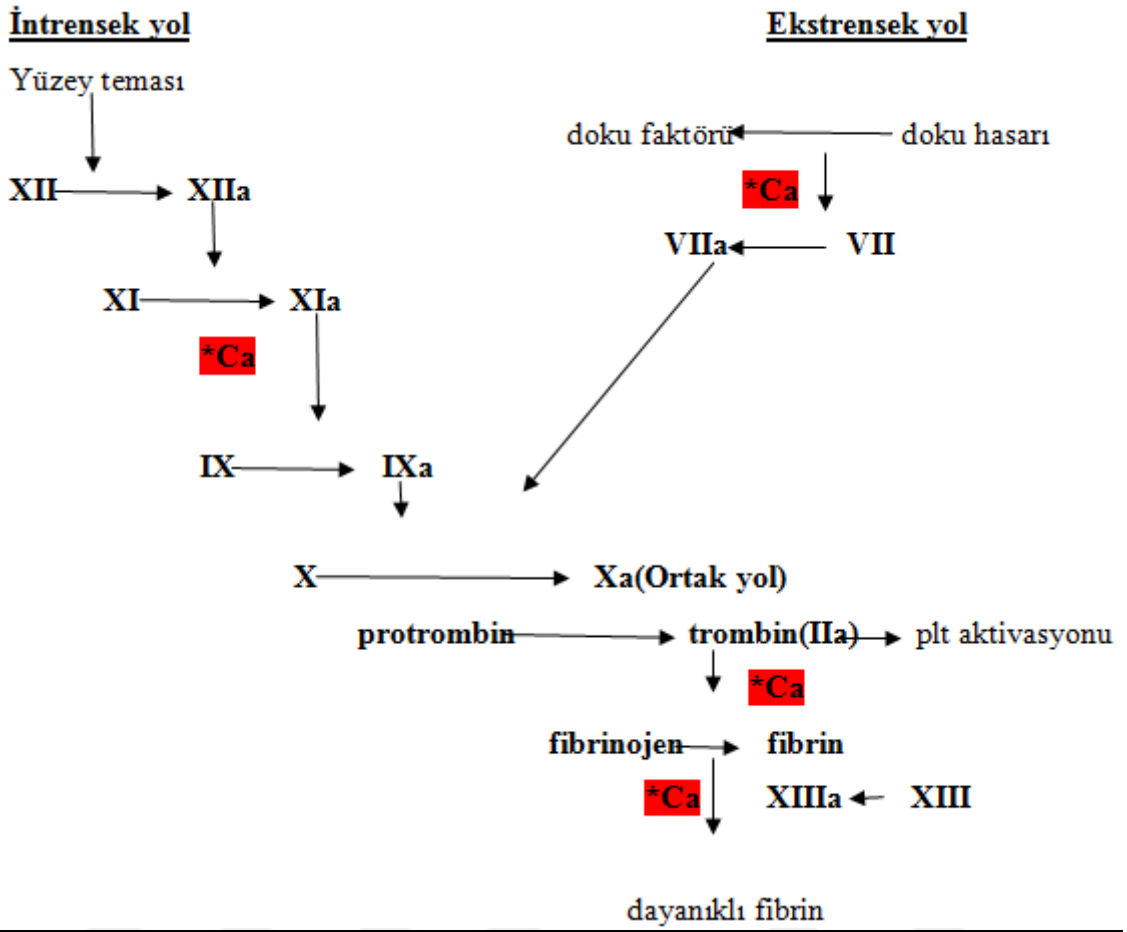 İntrensek yol
Ekstrensek yol
Yüzey teması
doku faktörü
doku hasarı
XII
XIIa
*Ca
VIIa
VII
XI
XIa
*Ca
IX
IXa
X
Xa(Ortak yol)
protrombin
trombin(IIa)
plt aktivasyonu
*Ca
fibrinojen
fibrin
*Ca
XIIIa
XIII
dayanıklı fibrin